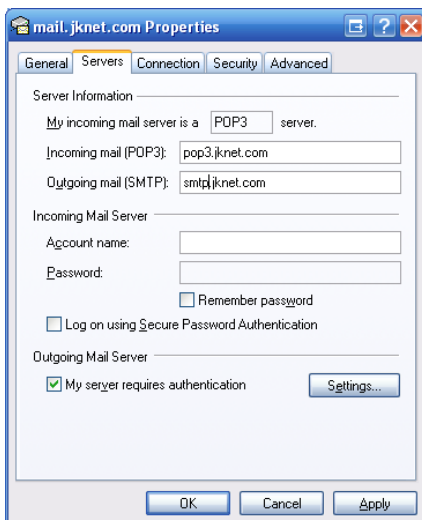 mail.jknet.com Properties
General Servers Connection Security Advanced
Server Information
My incoming mail server is a POP3 server.
Incoming mail (POP3): pop3.jknet.com
Outgoing mail (SMTP): smtp.jknet.com
Incoming Mail Server
Account name:
Password:
Remember password
Log on using Secure Password Authentication
Outgoing Mail Server
My server requires authentication Settings...
OK Cancel Apply